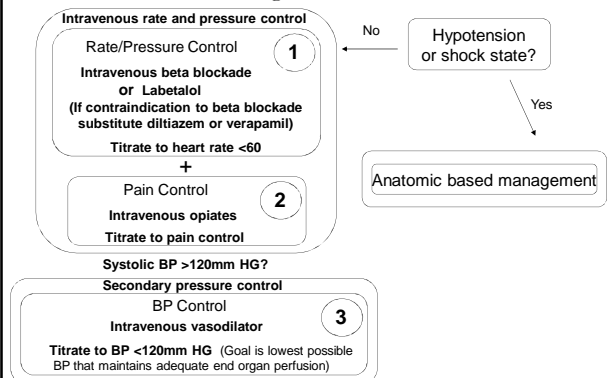 Intravenous rate and pressure control
Rate/Pressure Control
1
Intravenous beta blockade
or Labetalol
(If contraindication to beta blockade
substitute diltiazem or verapamil)
Titrate to heart rate <60
+
Pain Control
2
Intravenous opiates
Titrate to pain control
No
Hypotension
or shock state?
Yes
Anatomic based management
Systolic BP >120mm HG?
Secondary pressure control
BP Control
3
Intravenous vasodilator
Titrate to BP <120mm HG (Goal is lowest possible
BP that maintains adequate end organ perfusion)